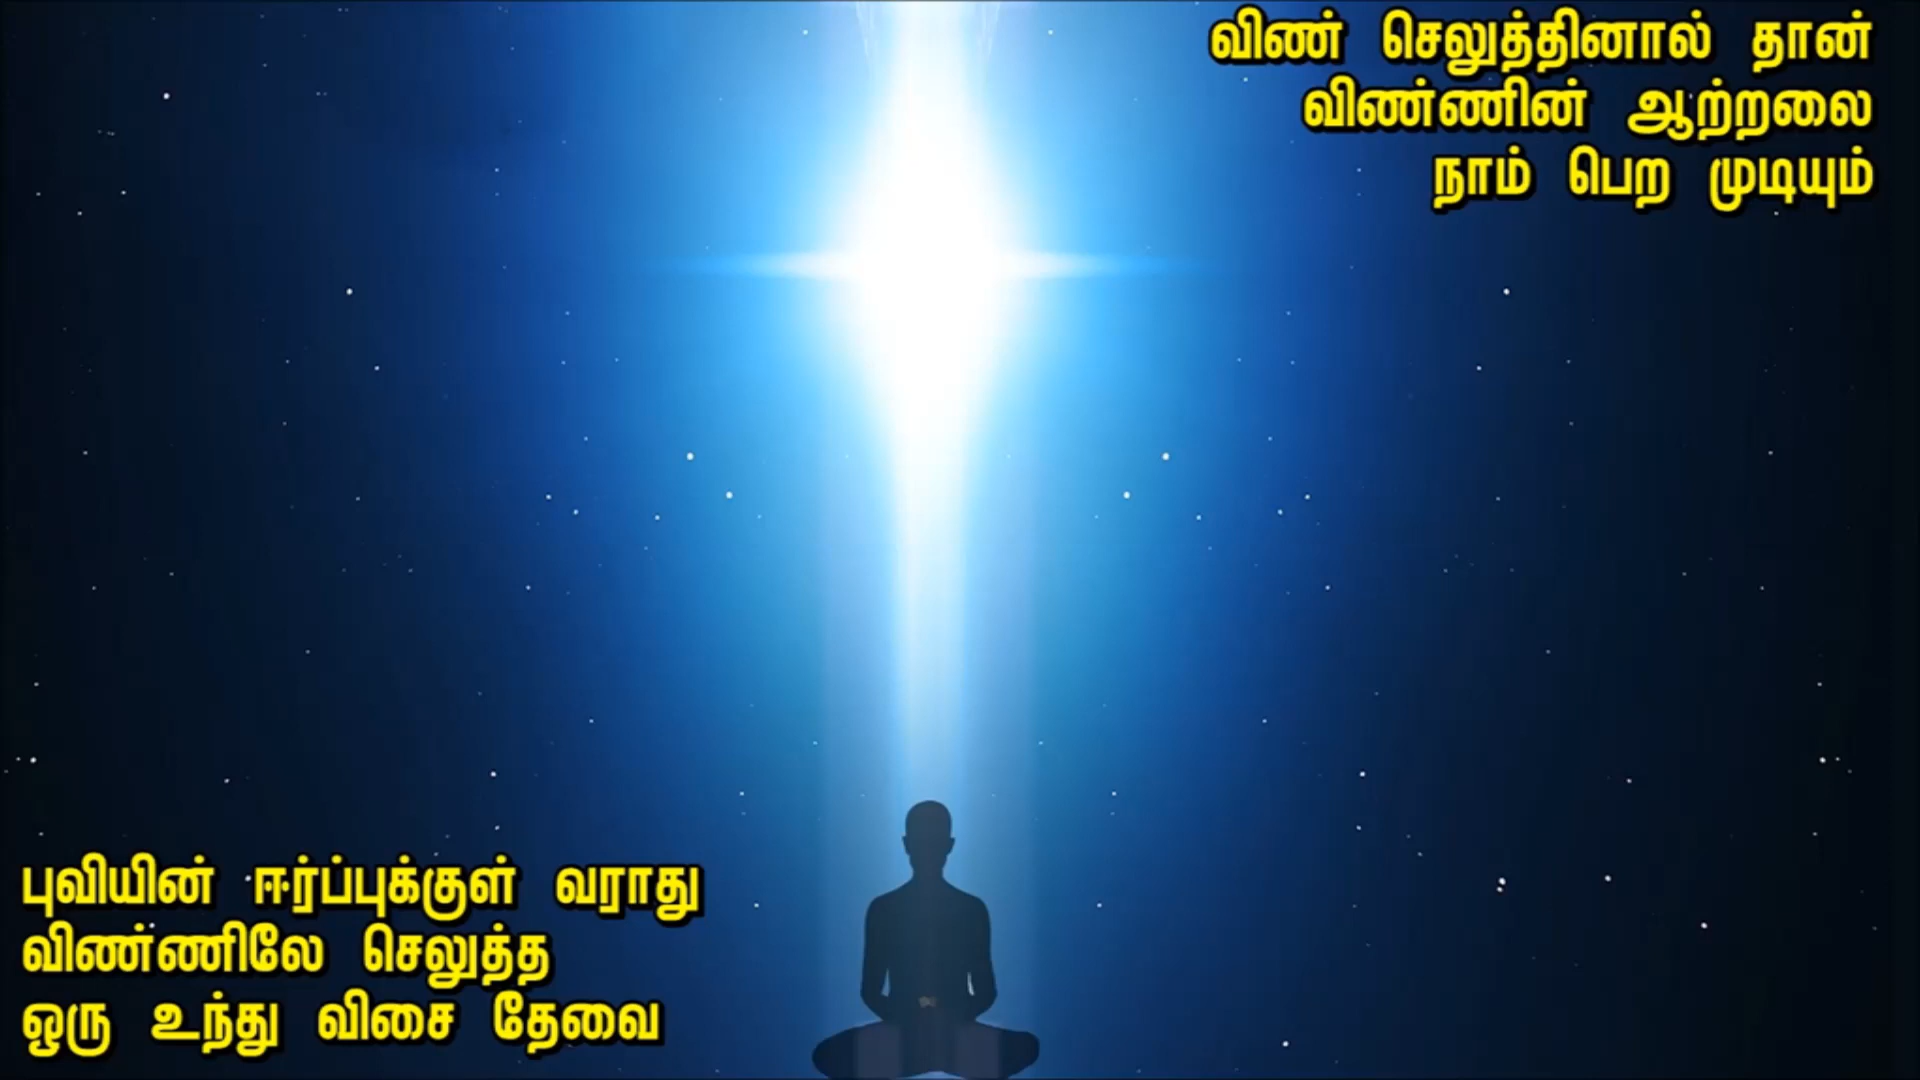 விண் செலுத்தினால் தான்
விண்ணின் ஆற்றலை
நாம் பெற முடியும்
புவியின் ஈர்ப்புக்குள் வராது
விண்ணிலே செலுத்த
ஒரு உந்து விசை தேவை